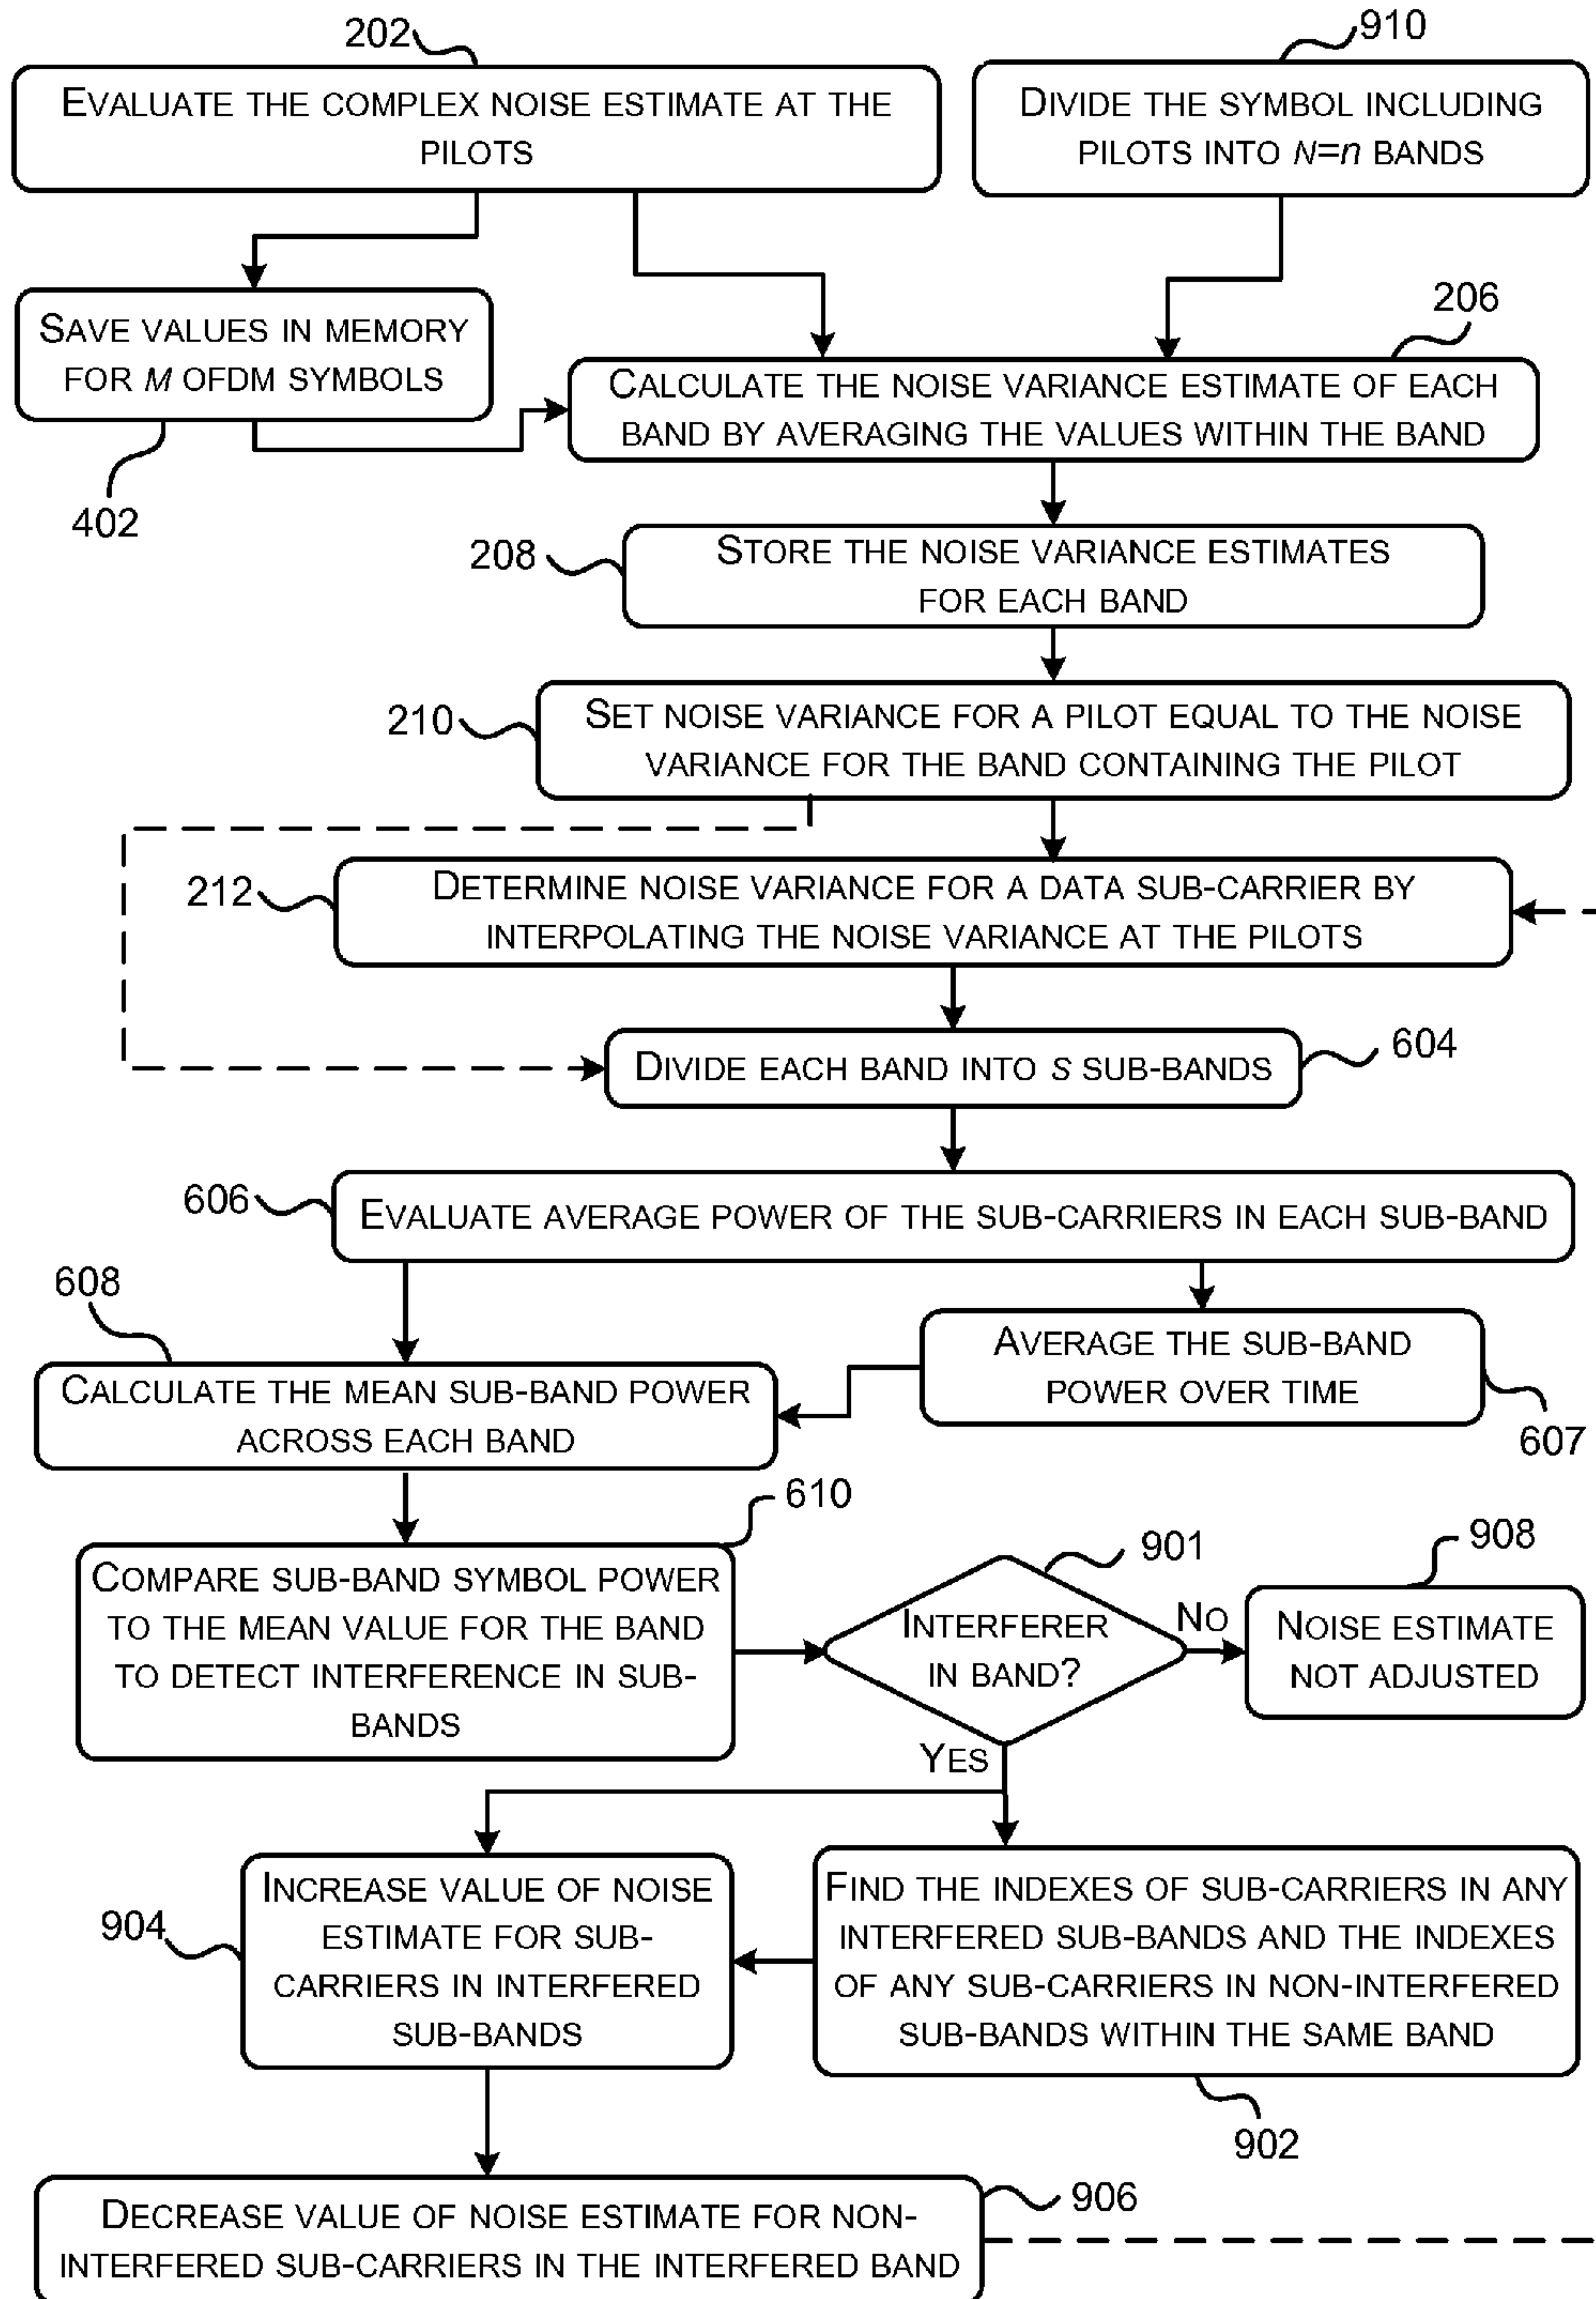 202
910
EVALUATE THE COMPLEX NOISE ESTIMATE AT THE
PILOTS
DIVIDE THE SYMBOL INCLUDING
PILOTS INTO N=n BANDS
SAVE VALUES IN MEMORY
FOR M OFDM SYMBOLS
402
206
CALCULATE THE NOISE VARIANCE ESTIMATE OF EACH
BAND BY AVERAGING THE VALUES WITHIN THE BAND
208
STORE THE NOISE VARIANCE ESTIMATES
FOR EACH BAND
210
SET NOISE VARIANCE FOR A PILOT EQUAL TO THE NOISE
VARIANCE FOR THE BAND CONTAINING THE PILOT
212
DETERMINE NOISE VARIANCE FOR A DATA SUB-CARRIER BY
INTERPOLATING THE NOISE VARIANCE AT THE PILOTS
DIVIDE EACH BAND INTO S SUB-BANDS
604
606
EVALUATE AVERAGE POWER OF THE SUB-CARRIERS IN EACH SUB-BAND
608
CALCULATE THE MEAN SUB-BAND POWER
ACROSS EACH BAND
AVERAGE THE SUB-BAND
POWER OVER TIME
607
610
COMPARE SUB-BAND SYMBOL POWER
TO THE MEAN VALUE FOR THE BAND
TO DETECT INTERFERENCE IN SUB-
BANDS
901
INTERFERER
IN BAND?
NO
YES
908
NOISE ESTIMATE
NOT ADJUSTED
904
INCREASE VALUE OF NOISE
ESTIMATE FOR SUB-
CARRIERS IN INTERFERED
SUB-BANDS
FIND THE INDEXES OF SUB-CARRIERS IN ANY
INTERFERED SUB-BANDS AND THE INDEXES
OF ANY SUB-CARRIERS IN NON-INTERFERED
SUB-BANDS WITHIN THE SAME BAND
902
906
DECREASE VALUE OF NOISE ESTIMATE FOR NON-
INTERFERED SUB-CARRIERS IN THE INTERFERED BAND